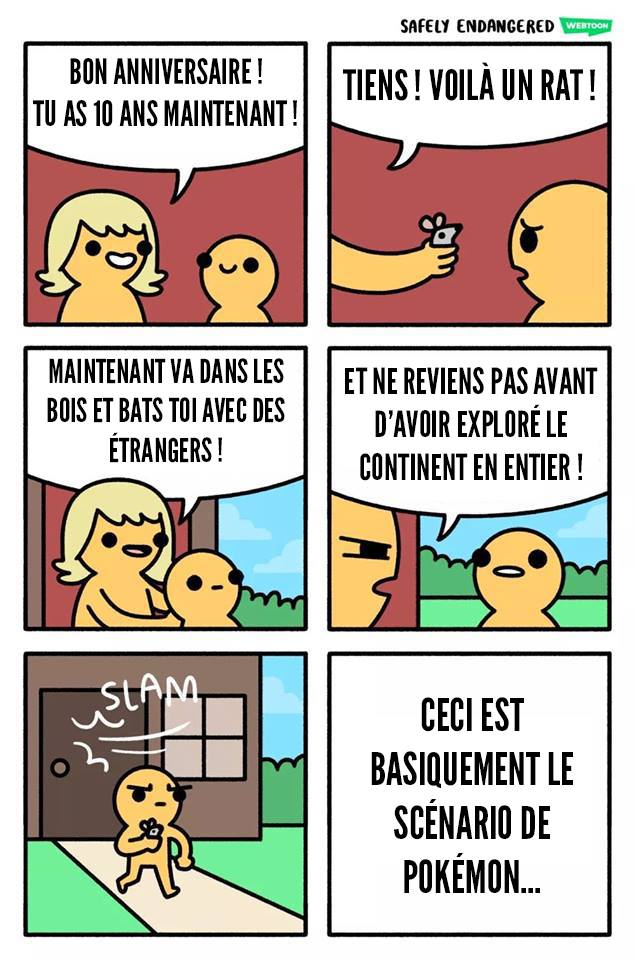 SAFELY ENDANGERED WEBTOON
BON ANNIVERSAIRE !
TU AS 10 ANS MAINTENANT !
TIENS ! VOILÀ UN RAT !
MAINTENANT VA DANS LES
BOIS ET BATS TOI AVEC DES
ÉTRANGERS !
ET NE REVIENS PAS AVANT
D'AVOIR EXPLORÉ LE
CONTINENT EN ENTIER !
SLAM
CECI EST
BASIQUEMENT LE
SCÉNARIO DE
POKÉMON...